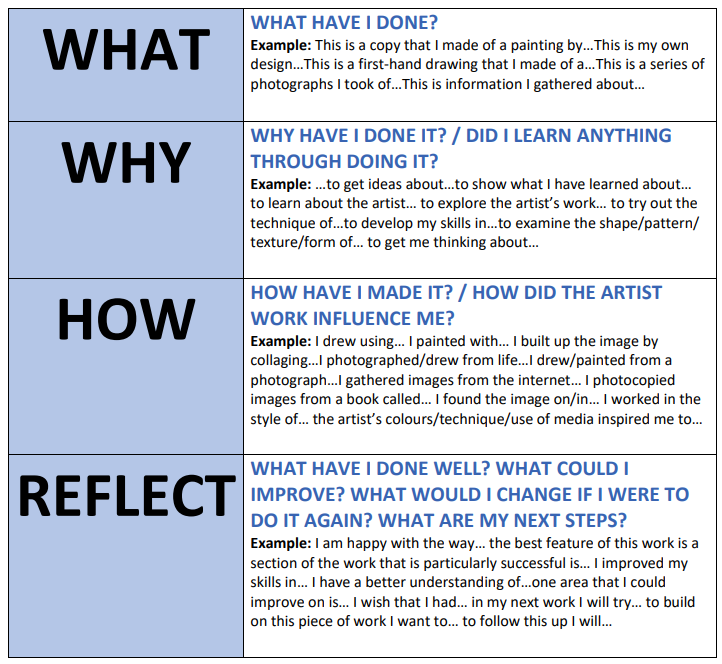 WHAT
WHAT HAVE I DONE?
Example: This is a copy that I made of a painting by…This is my own
design…This is a first-hand drawing that I made of a…This is a series of
photographs I took of…This is information I gathered about…
WHY
WHY HAVE I DONE IT? / DID I LEARN ANYTHING
THROUGH DOING IT?
Example: …to get ideas about…to show what I have learned about…
to learn about the artist… to explore the artist’s work… to try out the
technique of…to develop my skills in…to examine the shape/pattern/
texture/form of… to get me thinking about…
HOW
HOW HAVE I MADE IT? / HOW DID THE ARTIST
WORK INFLUENCE ME?
Example: I drew using… I painted with… I built up the image by
collaging…I photographed/drew from life…I drew/painted from a
photograph…I gathered images from the internet… I photocopied
images from a book called… I found the image on/in… I worked in the
style of… the artist’s colours/technique/use of media inspired me to…
REFLECT
WHAT HAVE I DONE WELL? WHAT COULD I
IMPROVE? WHAT WOULD I CHANGE IF I WERE TO
DO IT AGAIN? WHAT ARE MY NEXT STEPS?
Example: I am happy with the way… the best feature of this work is a
section of the work that is particularly successful is… I improved my
skills in… I have a better understanding of…one area that I could
improve on is… I wish that I had… in my next work I will try… to build
on this piece of work I want to… to follow this up I will…